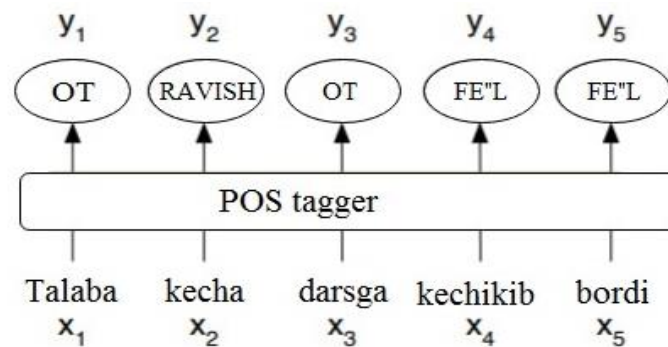 y₁ y₂ y₃ y₄ y₅
OT RAVISH OT FE"L FE"L
POS tagger
Talaba kecha darsga kechikib bordi
x₁ x₂ x₃ x₄ x₅